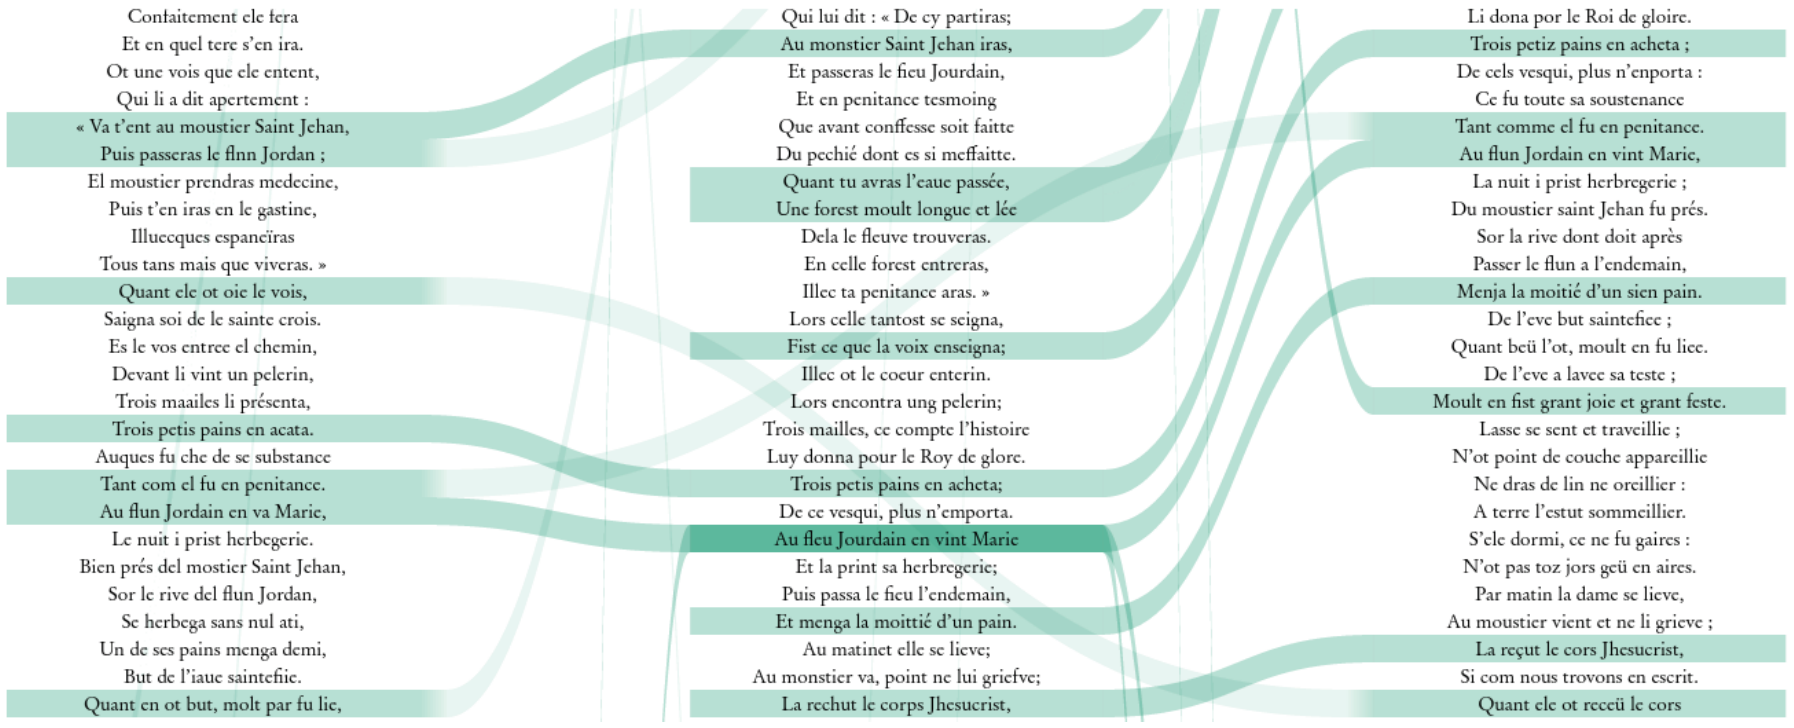 Confaitement ele fera
Et en quel tere s'en ira.
Ot une vois que ele entent,
Qui li a dit apertement :
« Va t'ent au moustier Saint Jehan,
Puis passeras le flnn Jordan ;
El moustier prendras medecine,
Puis t'en iras en le gastine,
Illuecques espaneïras
Tous tans mais que viveras. »
Quant ele ot oie le vois,
Saigna soi de le sainte crois.
Es le vos entree el chemin,
Devant li vint un pelerin,
Trois maailes li présenta,
Trois petis pains en acata.
Auques fu che de se substance
Tant com el fu en penitance.
Au flun Jordain en va Marie,
Le nuit i prist herbegerie.
Bien prés del mostier Saint Jehan,
Sor le rive del flun Jordan,
Se herbega sans nul ati,
Un de ses pains menga demi,
But de l'iaue saintefiie.
Quant en ot but, molt par fu lie,
Qui lui dit : « De cy partiras;
Au monstier Saint Jehan iras,
Et passeras le fieu Jourdain,
Et en penitance tesmoing
Que avant conffesse soit faitte
Du pechié dont es si meffaitte.
Quant tu avras l'eaue passée,
Une forest moult longue et lée
Dela le fleuve trouveras.
En celle forest entreras,
Illec ta penitance aras. »
Lors celle tantost se seigna,
Fist ce que la voix enseigna;
Illec ot le coeur enterin.
Lors encontra ung pelerin;
Trois mailles, ce compte l'histoire
Luy donna pour le Roy de glore.
Trois petis pains en acheta;
De ce vesqui, plus n'emporta.
Au fleu Jourdain en vint Marie
Et la print sa herbregerie;
Puis passa le fieu l'endemain,
Et menga la moittié d'un pain.
Au matinet elle se lieve;
Au monstier va, point ne lui griefve;
La rechut le corps Jhesucrist,
Li dona por le Roi de gloire.
Trois petiz pains en acheta ;
De cels vesqui, plus n'enporta :
Ce fu toute sa soustenance
Tant comme el fu en penitance.
Au flun Jordain en vint Marie,
La nuit i prist herbregerie ;
Du moustier saint Jehan fu prés.
Sor la rive dont doit après
Passer le flun a l'endemain,
Menja la moitié d'un sien pain.
De l'eve but saintefiee ;
Quant beü l'ot, moult en fu liee.
De l'eve a lavee sa teste ;
Moult en fist grant joie et grant feste.
Lasse se sent et traveillie ;
N'ot point de couche appareillie
Ne dras de lin ne oreillier :
A terre l'estut sommeillier.
S'ele dormi, ce ne fu gaires :
N'ot pas toz jors geü en aires.
Par matin la dame se lieve,
Au moustier vient et ne li grieve ;
La reçut le cors Jhesucrist,
Si com nous trovons en escrit.
Quant ele ot receü le cors